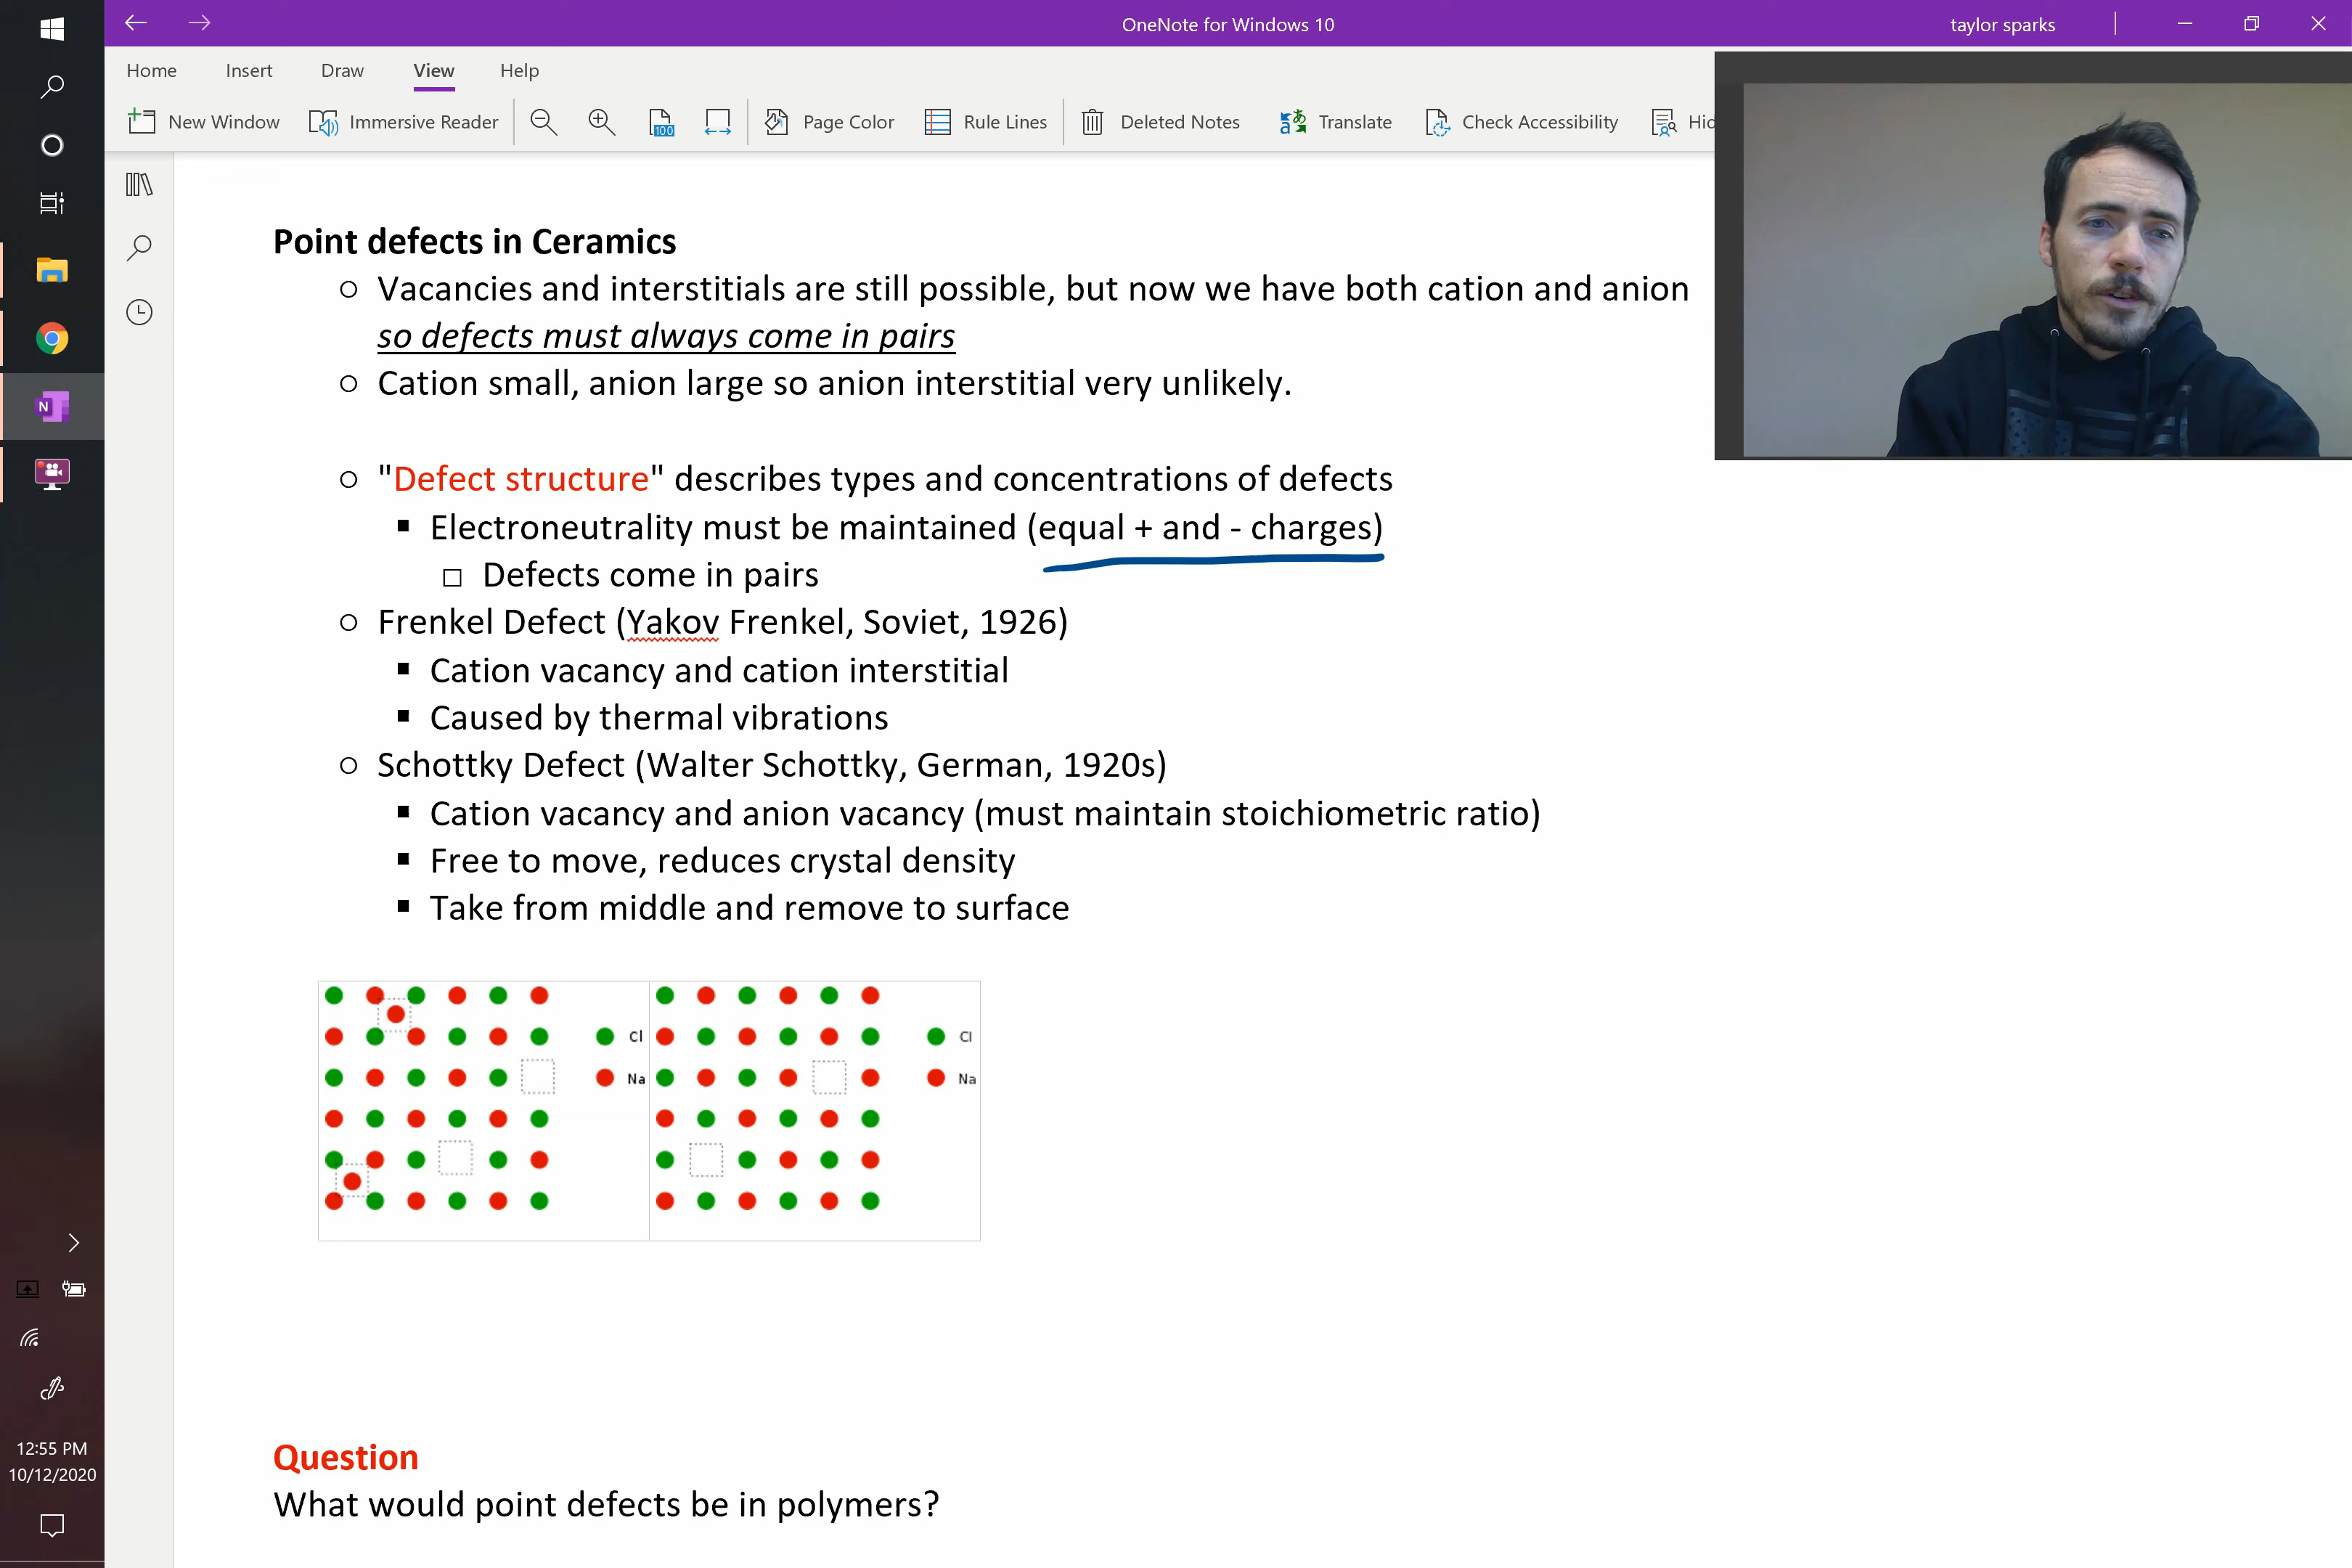 OneNote for Windows 10
taylor sparks
Home Insert Draw View Help
New Window Immersive Reader 100 Page Color Rule Lines Deleted Notes Translate Check Accessibility Hid
Point defects in Ceramics
Vacancies and interstitials are still possible, but now we have both cation and anion
so defects must always come in pairs
Cation small, anion large so anion interstitial very unlikely.
"Defect structure" describes types and concentrations of defects
Electroneutrality must be maintained (equal + and - charges)
Defects come in pairs
Frenkel Defect (Yakov Frenkel, Soviet, 1926)
Cation vacancy and cation interstitial
Caused by thermal vibrations
Schottky Defect (Walter Schottky, German, 1920s)
Cation vacancy and anion vacancy (must maintain stoichiometric ratio)
Free to move, reduces crystal density
Take from middle and remove to surface
Cl
Na
Cl
Na
Question
What would point defects be in polymers?
12:55 PM
10/12/2020